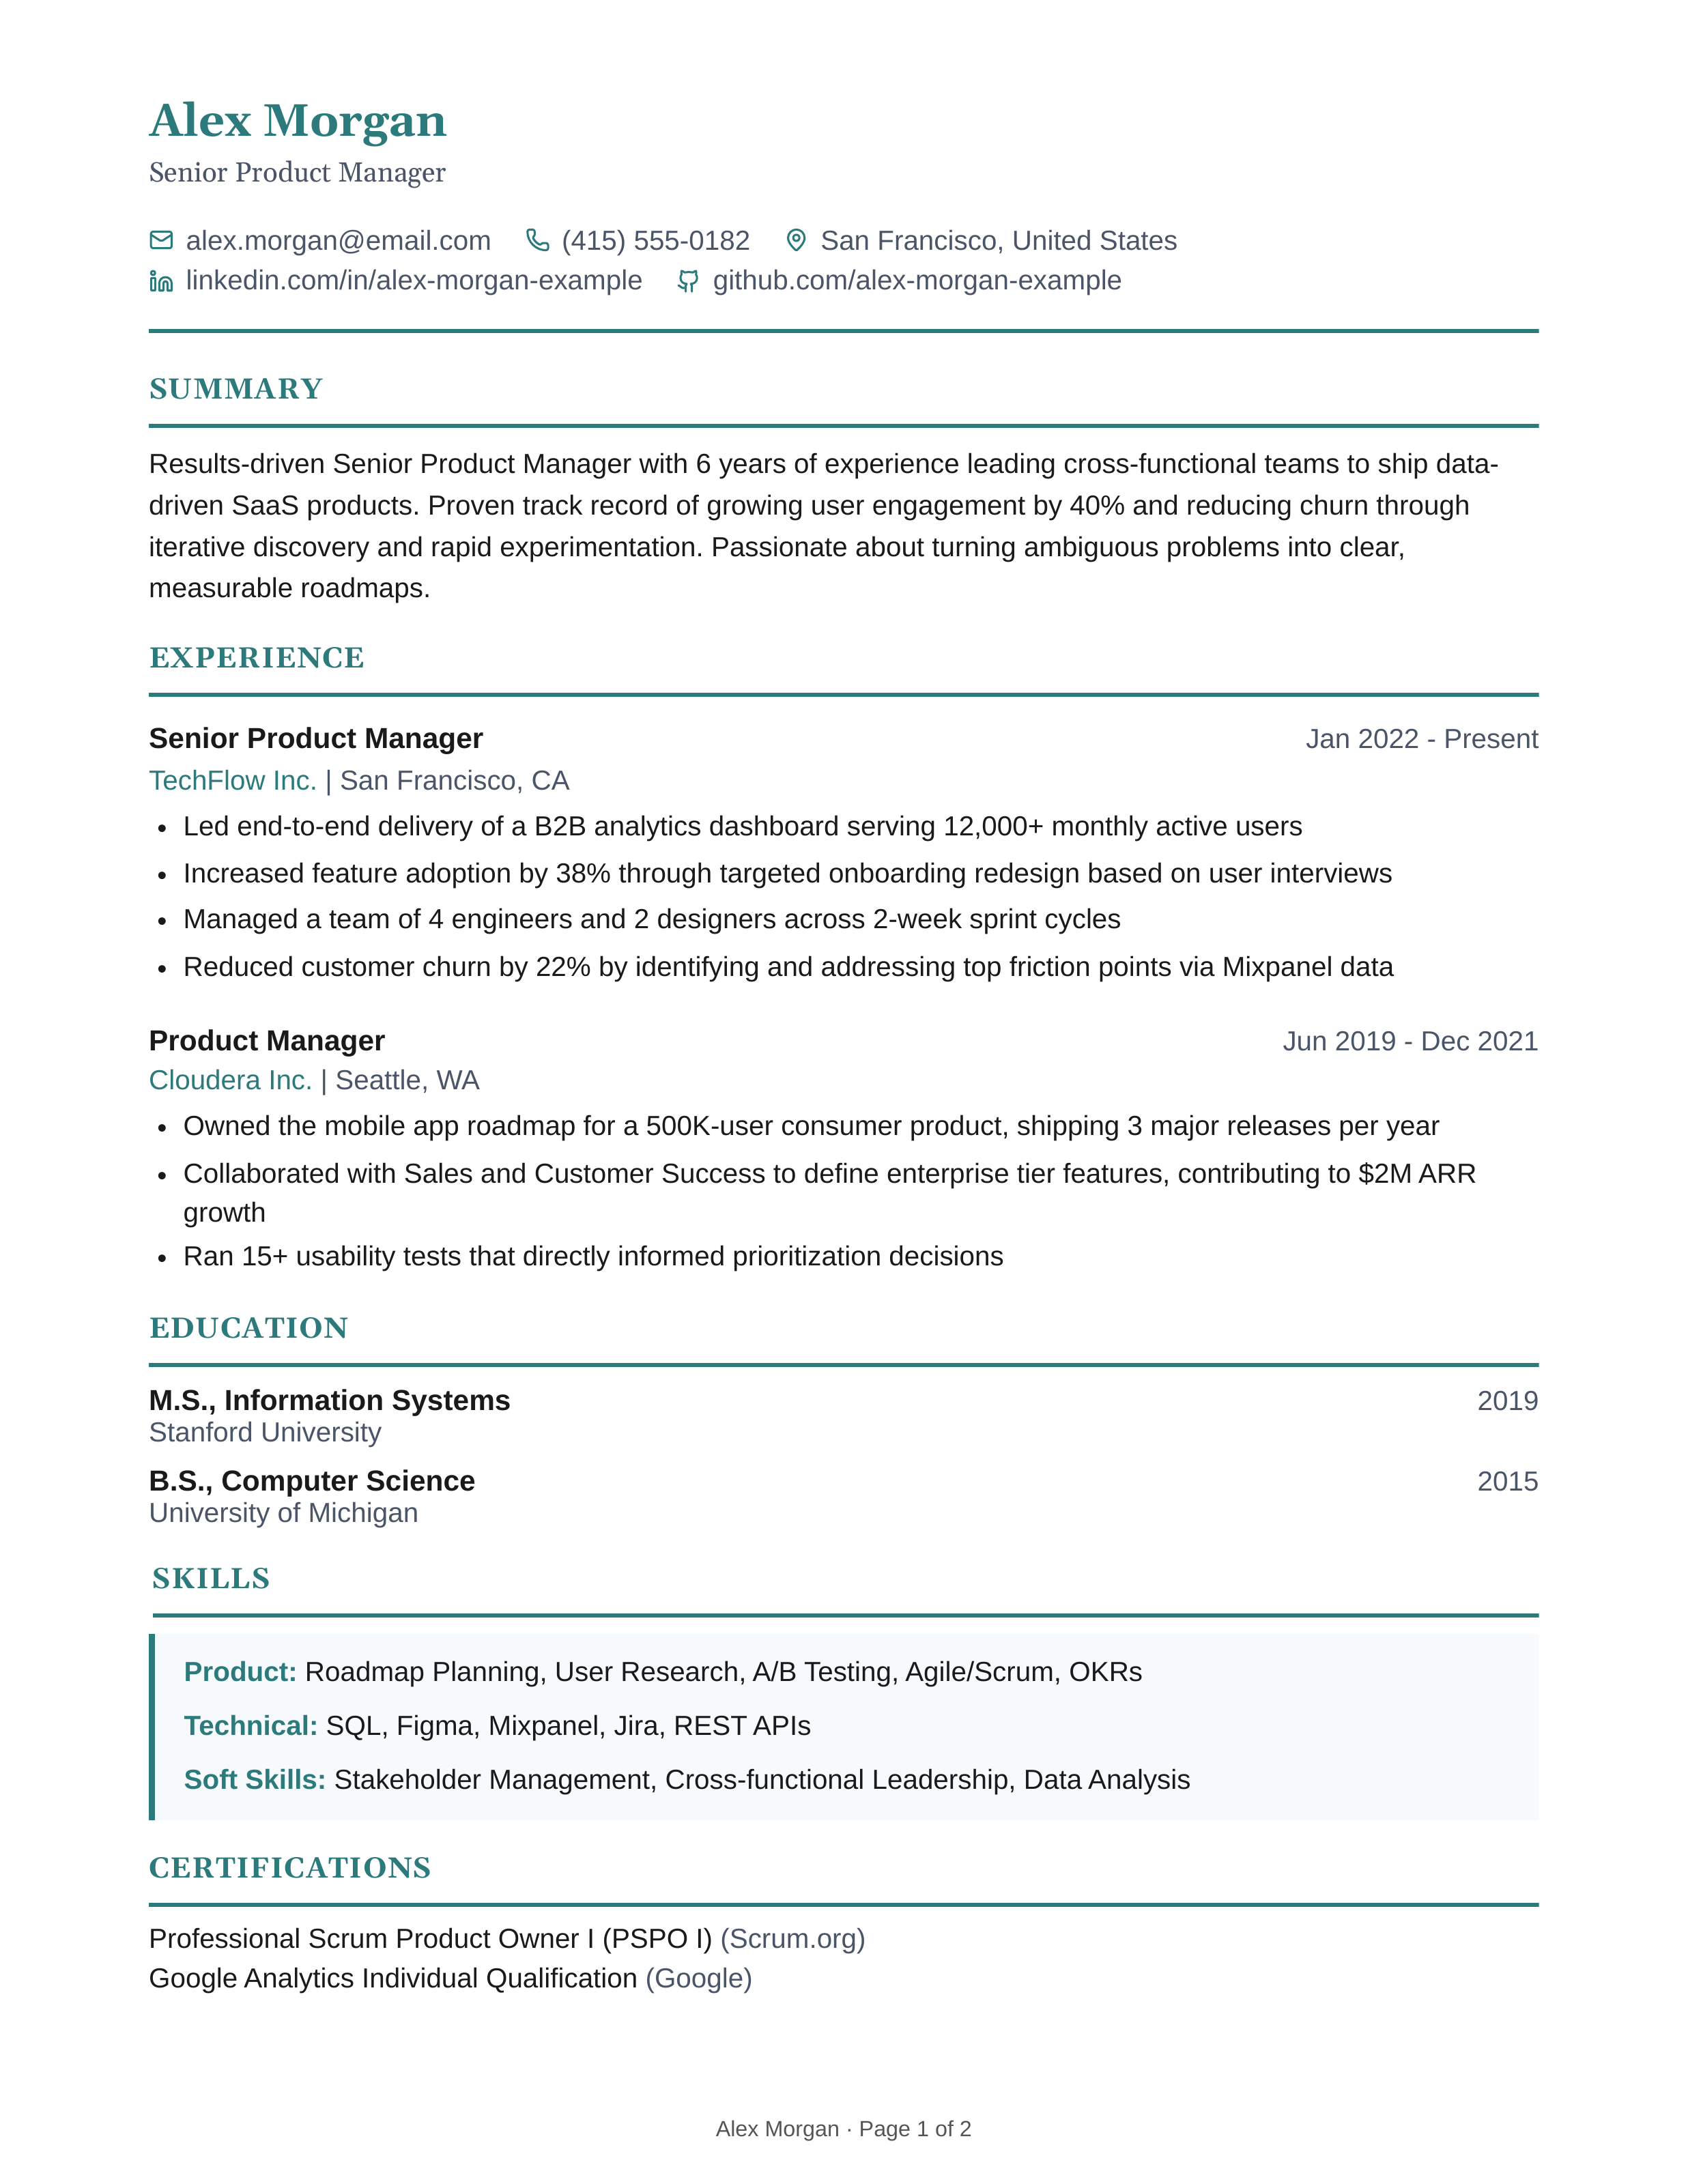 Alex Morgan
Senior Product Manager
alex.morgan@email.com (415) 555-0182 San Francisco, United States
linkedin.com/in/alex-morgan-example github.com/alex-morgan-example
SUMMARY
Results-driven Senior Product Manager with 6 years of experience leading cross-functional teams to ship data-
driven SaaS products. Proven track record of growing user engagement by 40% and reducing churn through
iterative discovery and rapid experimentation. Passionate about turning ambiguous problems into clear,
measurable roadmaps.
EXPERIENCE
Senior Product Manager Jan 2022 - Present
TechFlow Inc. | San Francisco, CA
• Led end-to-end delivery of a B2B analytics dashboard serving 12,000+ monthly active users
• Increased feature adoption by 38% through targeted onboarding redesign based on user interviews
• Managed a team of 4 engineers and 2 designers across 2-week sprint cycles
• Reduced customer churn by 22% by identifying and addressing top friction points via Mixpanel data
Product Manager Jun 2019 - Dec 2021
Cloudera Inc. | Seattle, WA
• Owned the mobile app roadmap for a 500K-user consumer product, shipping 3 major releases per year
• Collaborated with Sales and Customer Success to define enterprise tier features, contributing to $2M ARR
growth
• Ran 15+ usability tests that directly informed prioritization decisions
EDUCATION
M.S., Information Systems 2019
Stanford University
B.S., Computer Science 2015
University of Michigan
SKILLS
Product: Roadmap Planning, User Research, A/B Testing, Agile/Scrum, OKRs
Technical: SQL, Figma, Mixpanel, Jira, REST APIs
Soft Skills: Stakeholder Management, Cross-functional Leadership, Data Analysis
CERTIFICATIONS
Professional Scrum Product Owner I (PSPO I) (Scrum.org)
Google Analytics Individual Qualification (Google)
Alex Morgan · Page 1 of 2